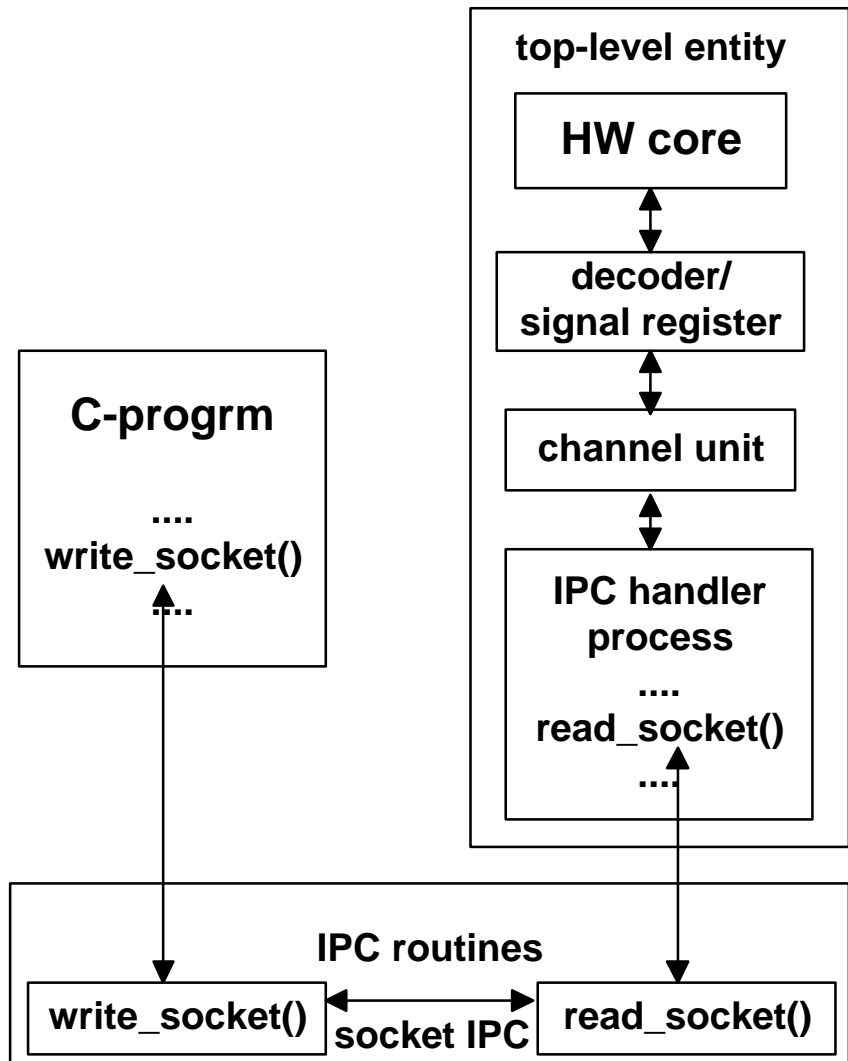 top-level entity
HW core
decoder/
signal register
channel unit
IPC handler
process
....
read_socket()
....
C-progrm
....
write_socket()
....
IPC routines
write_socket()
socket IPC
read_socket()